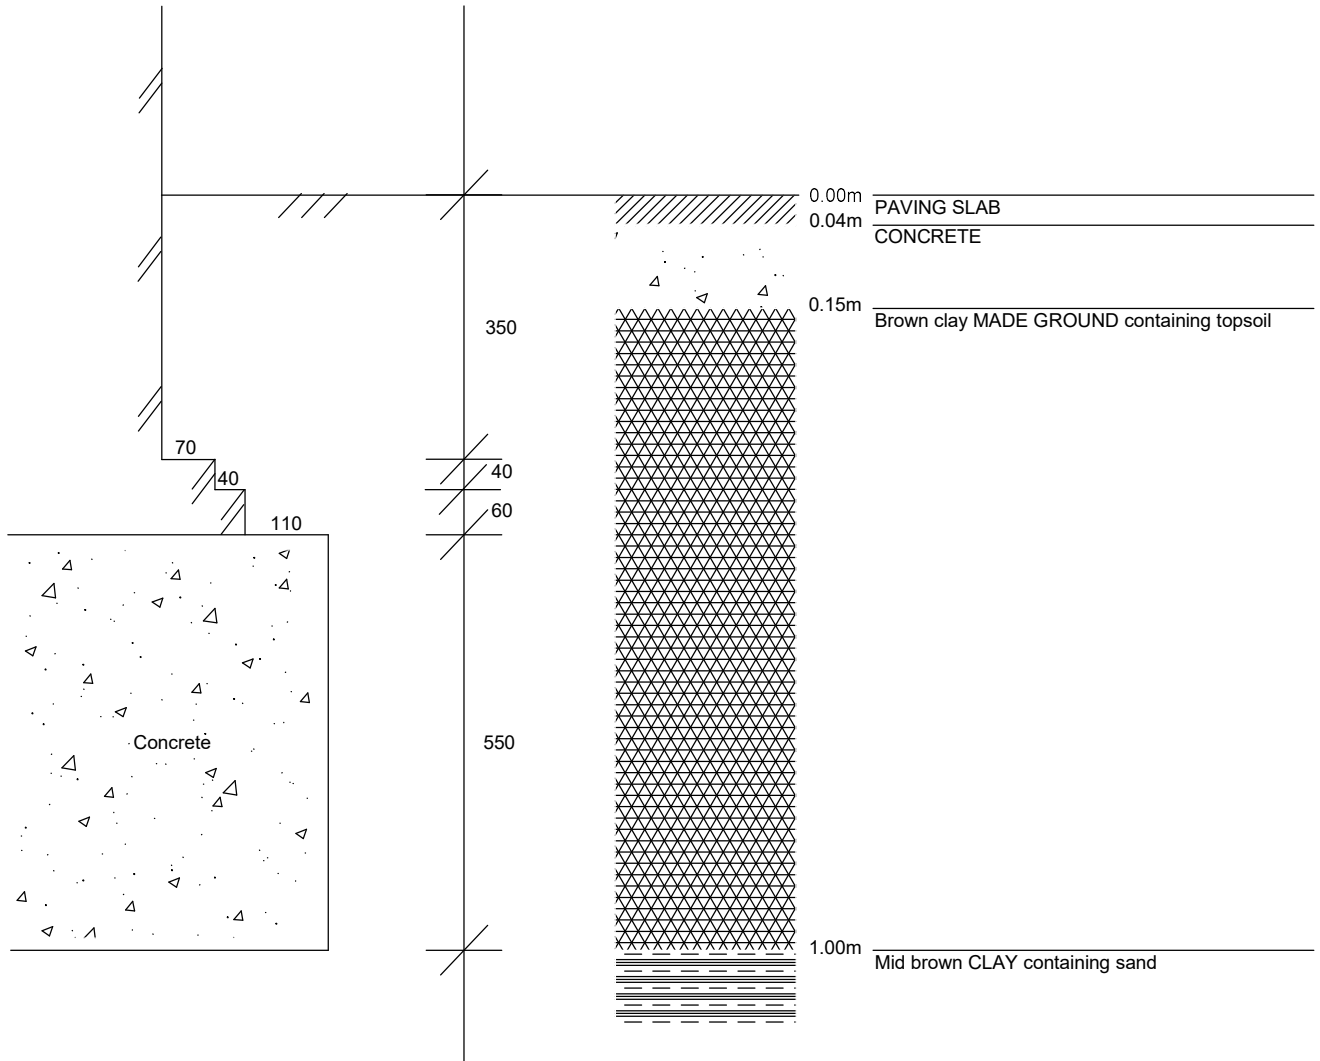 0.00m
PAVING SLAB
0.04m
CONCRETE
0.15m
Brown clay MADE GROUND containing topsoil
350
70
40
40
60
110
Concrete
550
1.00m
Mid brown CLAY containing sand